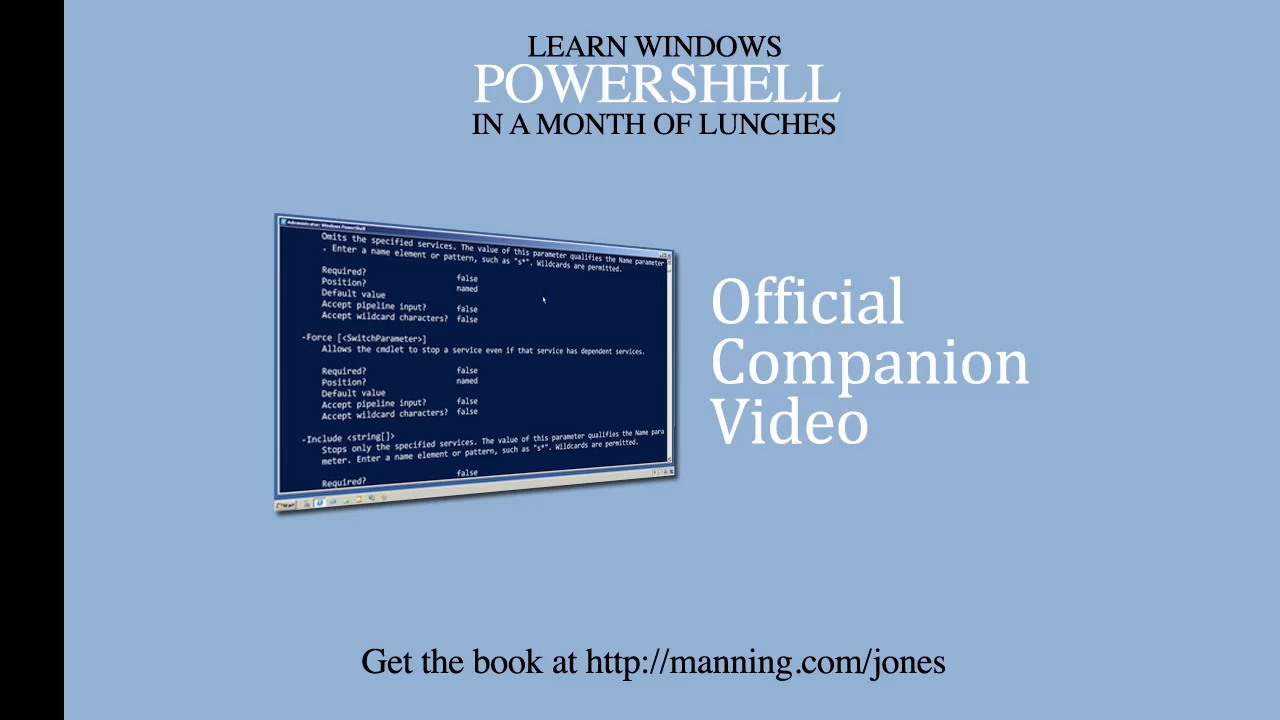 LEARN WINDOWS
POWERSHELL
IN A MONTH OF LUNCHES
Administrator: Windows PowerShell
Omits the specified services. The value of this parameter qualifies the Name parameter
. Enter a name element or pattern, such as "s*". Wildcards are permitted.
Required? false
Position? named
Default value
Accept pipeline input? false
Accept wildcard characters? false
-Force [<SwitchParameter>]
Allows the cmdlet to stop a service even if that service has dependent services.
Required? false
Position? named
Default value
Accept pipeline input? false
Accept wildcard characters? false
-Include <string[]>
Stops only the specified services. The value of this parameter qualifies the Name para
meter. Enter a name element or pattern, such as "s*". Wildcards are permitted.
Required? false
Start
Official
Companion
Video
Get the book at http://manning.com/jones